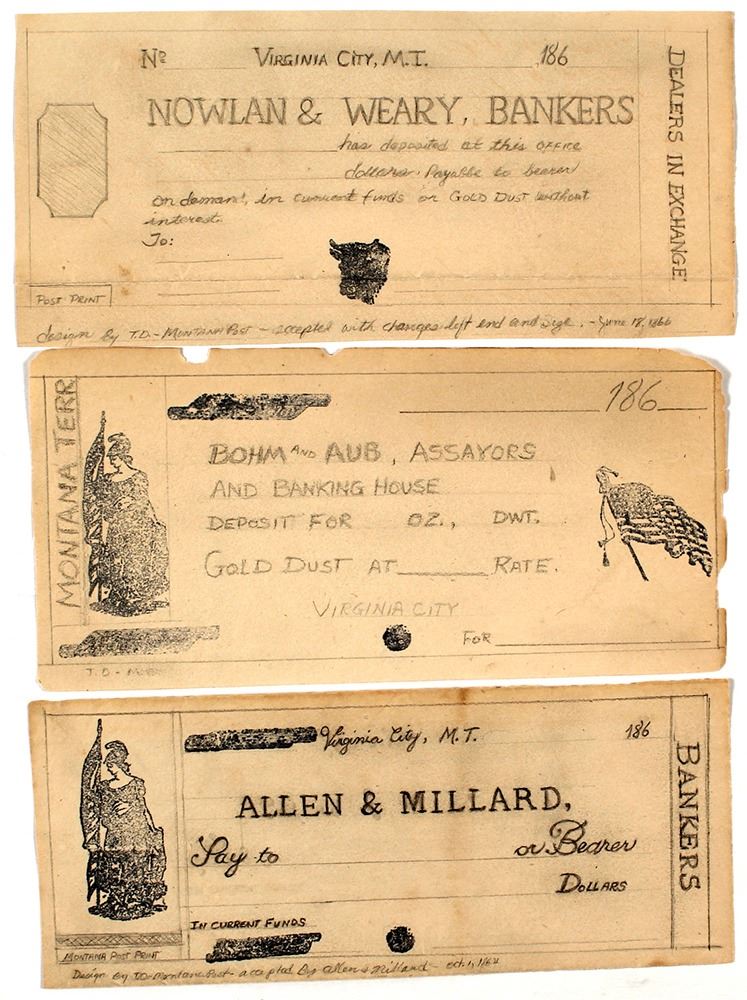 Nº VIRGINIA CITY, M.T. 186
NOWLAN & WEARY, BANKERS
has deposited at this OFFICE
dollars. Payable to bearer
on demand, in current funds or GOLD DUST without
interest.
To:
DEALERS IN EXCHANGE
POST PRINT
design by T.D. - MONTANA POST - accepted with changes left end and size. - June 18, 1866
MONTANA TERR
186
BOHM AND AUB, ASSAYORS
AND BANKING HOUSE
DEPOSIT FOR OZ., DWT.
GOLD DUST AT RATE.
VIRGINIA CITY
FOR
T.D - M
Virginia City, M.T. 186
ALLEN & MILLARD,
Pay to or Bearer
DOLLARS
IN CURRENT FUNDS
BANKERS
MONTANA POST PRINT
Design by T.D - Montana Post - accepted By Allen & Millard - oct. 1,